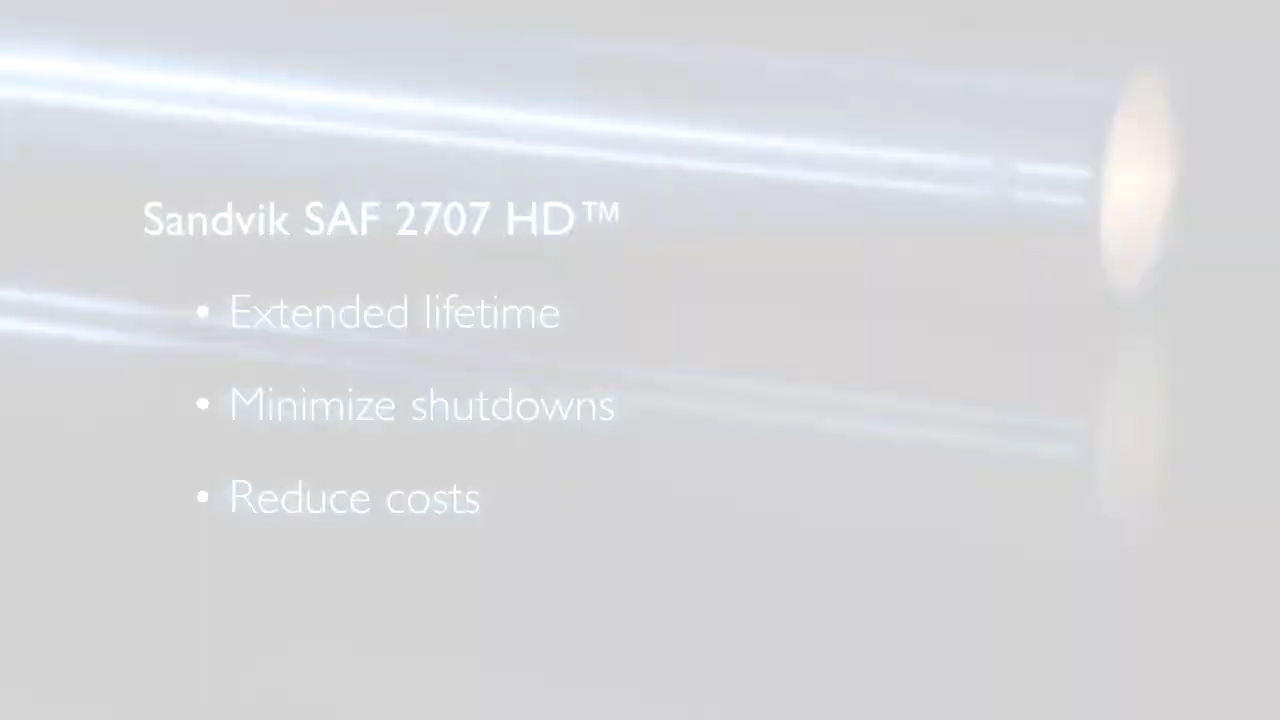 Sandvik SAF 2707 HD™
• Extended lifetime
• Minimize shutdowns
• Reduce costs